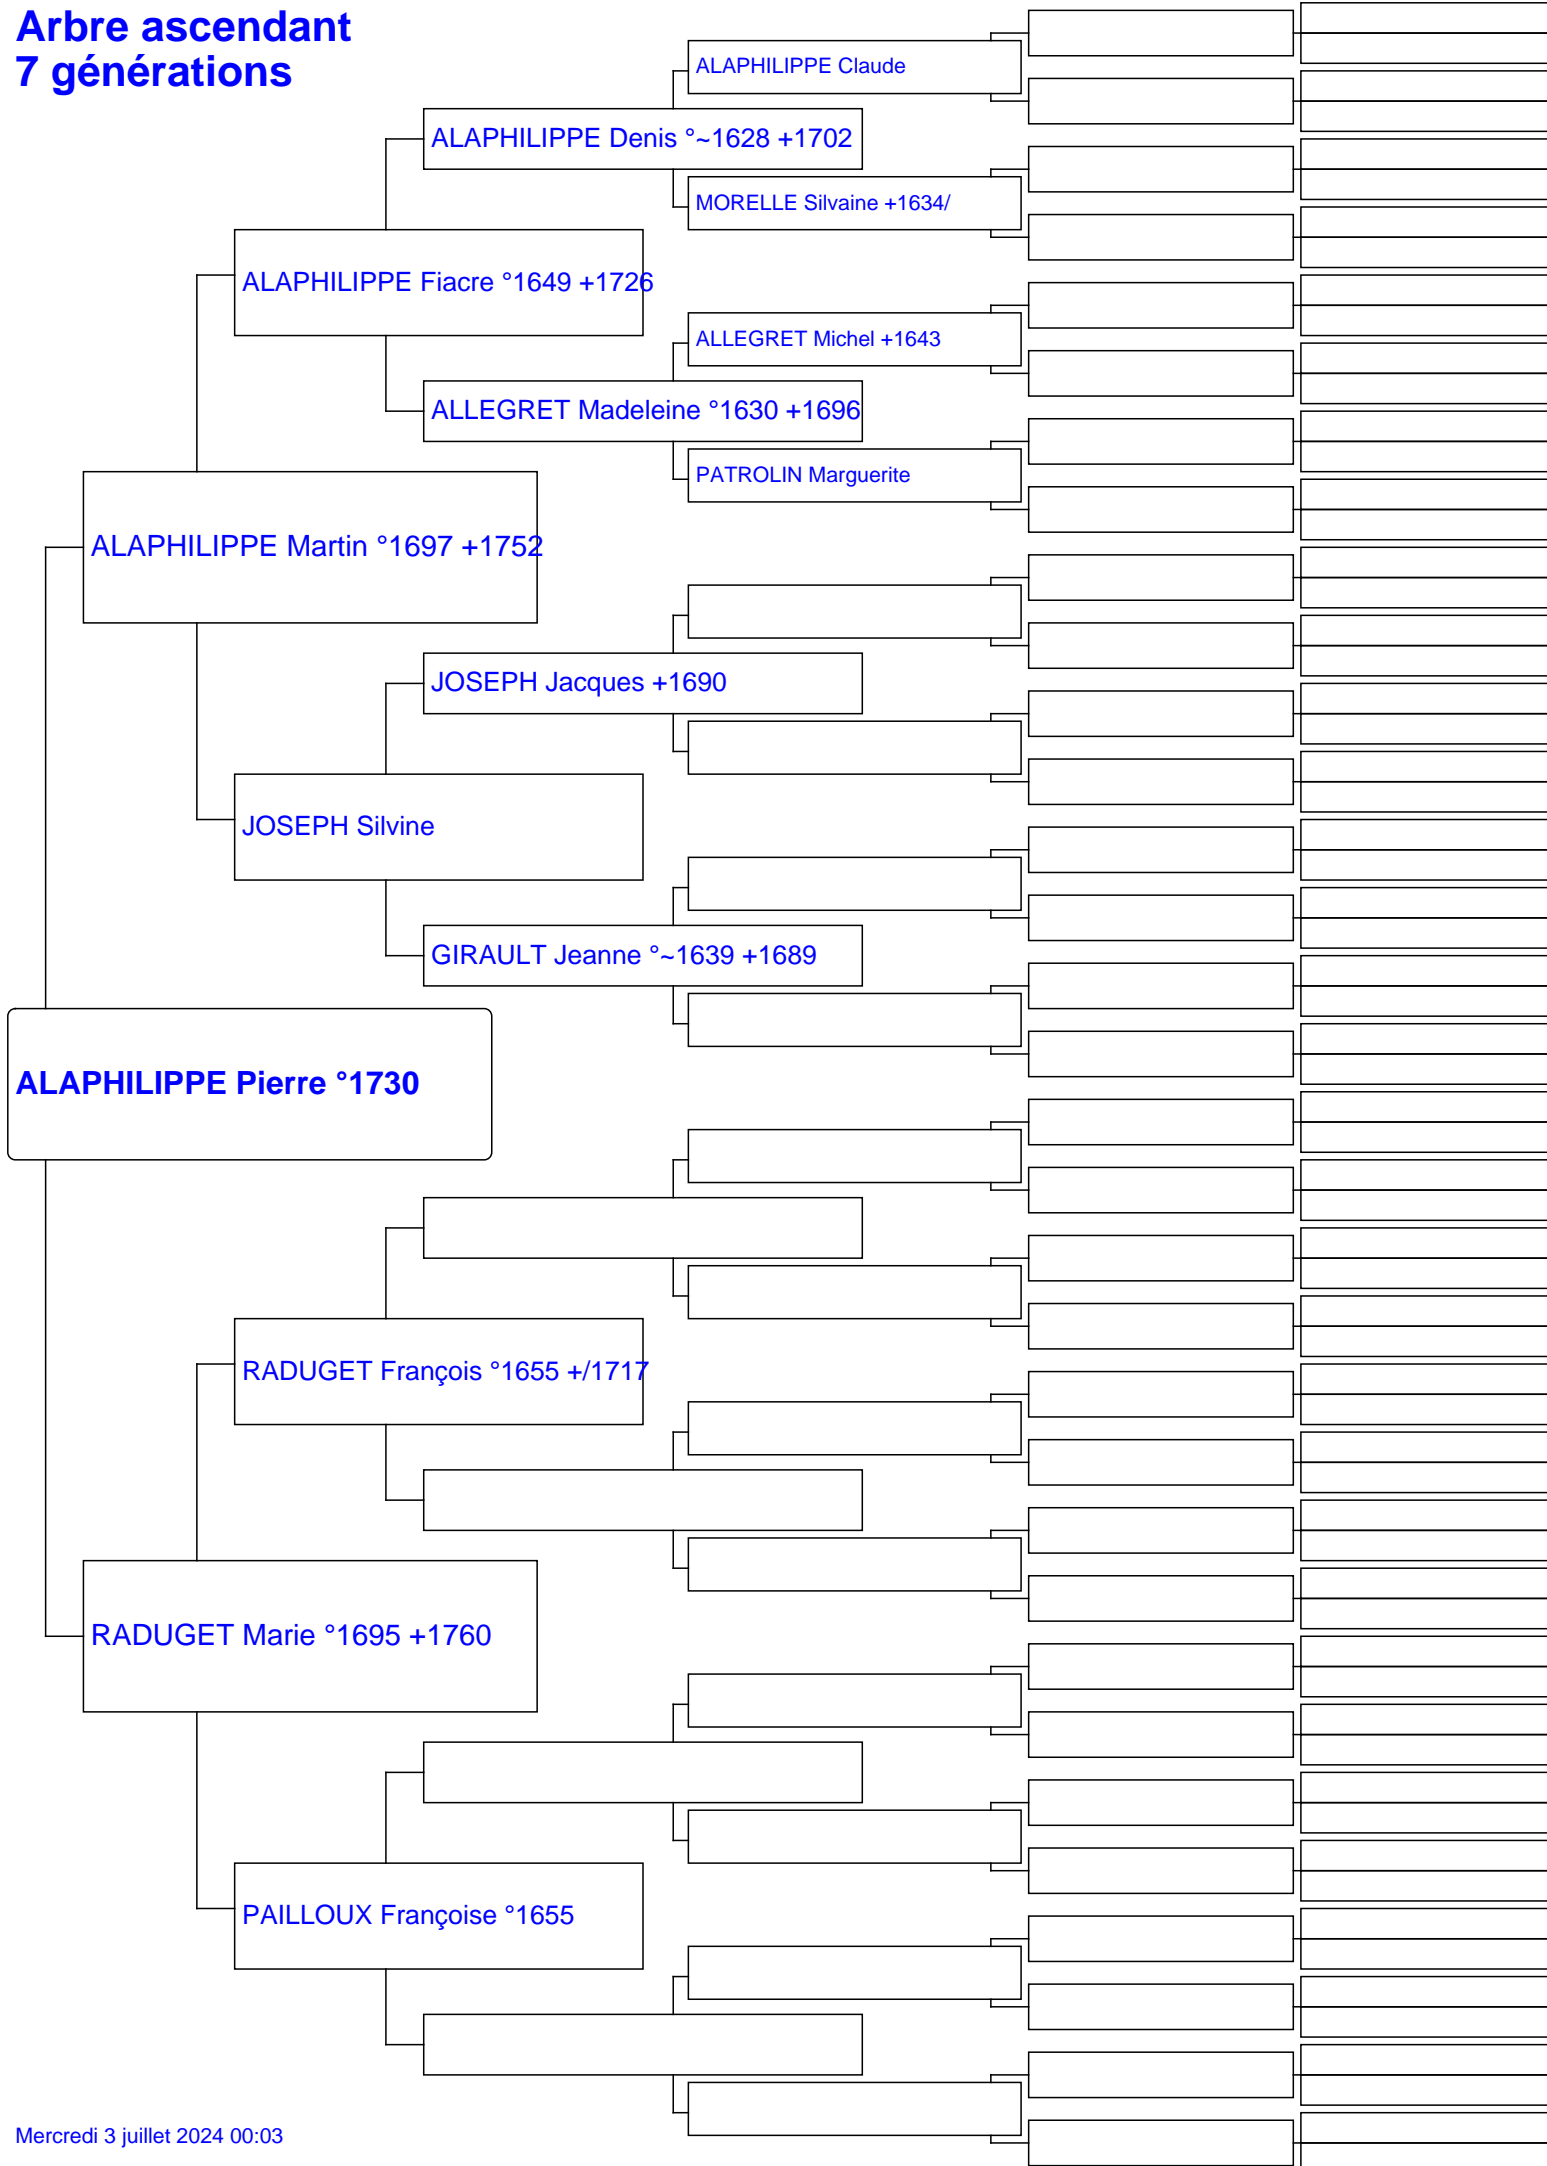 Arbre ascendant
7 générations
ALAPHILIPPE Claude
ALAPHILIPPE Denis °~1628 +1702
MORELLE Silvaine +1634/
ALAPHILIPPE Fiacre °1649 +1726
ALLEGRET Michel +1643
ALLEGRET Madeleine °1630 +1696
PATROLIN Marguerite
ALAPHILIPPE Martin °1697 +1752
JOSEPH Jacques +1690
JOSEPH Silvine
GIRAULT Jeanne °~1639 +1689
ALAPHILIPPE Pierre °1730
RADUGET François °1655 +/1717
RADUGET Marie °1695 +1760
PAILLOUX Françoise °1655
Mercredi 3 juillet 2024 00:03